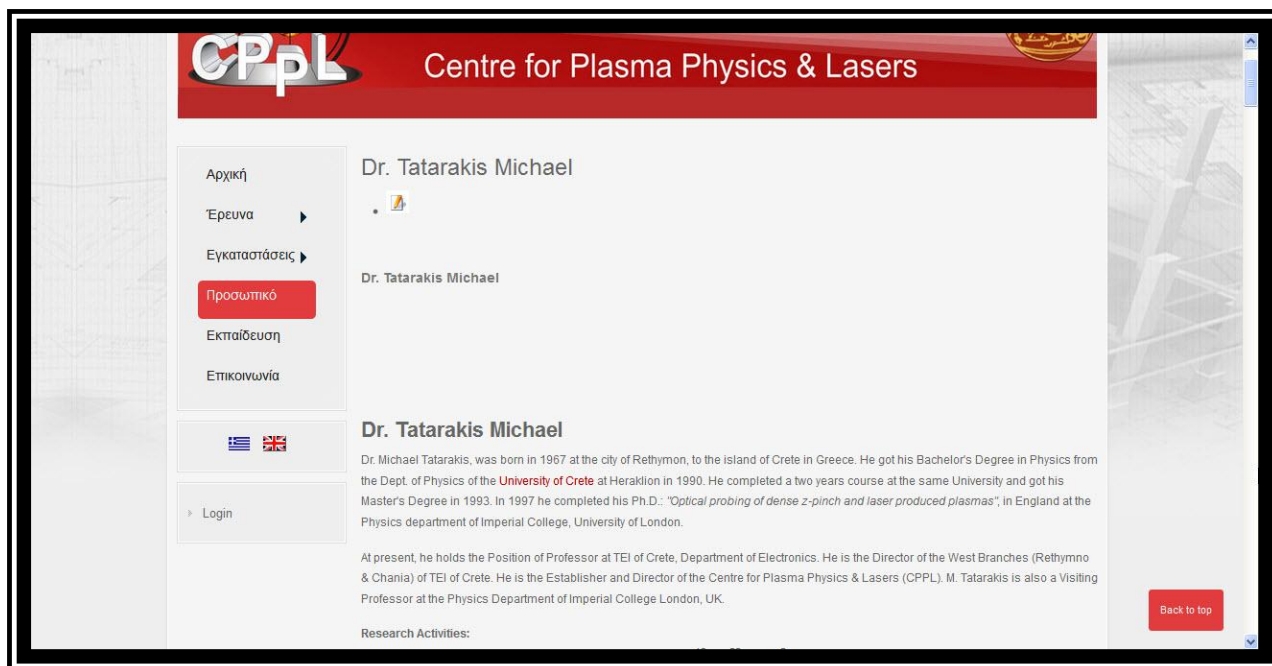 CPpL
Centre for Plasma Physics & Lasers
Αρχική
Έρευνα
Εγκαταστάσεις
Προσωπικό
Εκπαίδευση
Επικοινωνία
Login
Dr. Tatarakis Michael
Dr. Tatarakis Michael
Dr. Tatarakis Michael
Dr. Michael Tatarakis, was born in 1967 at the city of Rethymon, to the island of Crete in Greece. He got his Bachelor's Degree in Physics from
the Dept. of Physics of the University of Crete at Heraklion in 1990. He completed a two years course at the same University and got his
Master's Degree in 1993. In 1997 he completed his Ph.D.: "Optical probing of dense z-pinch and laser produced plasmas", in England at the
Physics department of Imperial College, University of London.
At present, he holds the Position of Professor at TEI of Crete, Department of Electronics. He is the Director of the West Branches (Rethymno
& Chania) of TEI of Crete. He is the Establisher and Director of the Centre for Plasma Physics & Lasers (CPPL). M. Tatarakis is also a Visiting
Professor at the Physics Department of Imperial College London, UK.
Research Activities:
Back to top